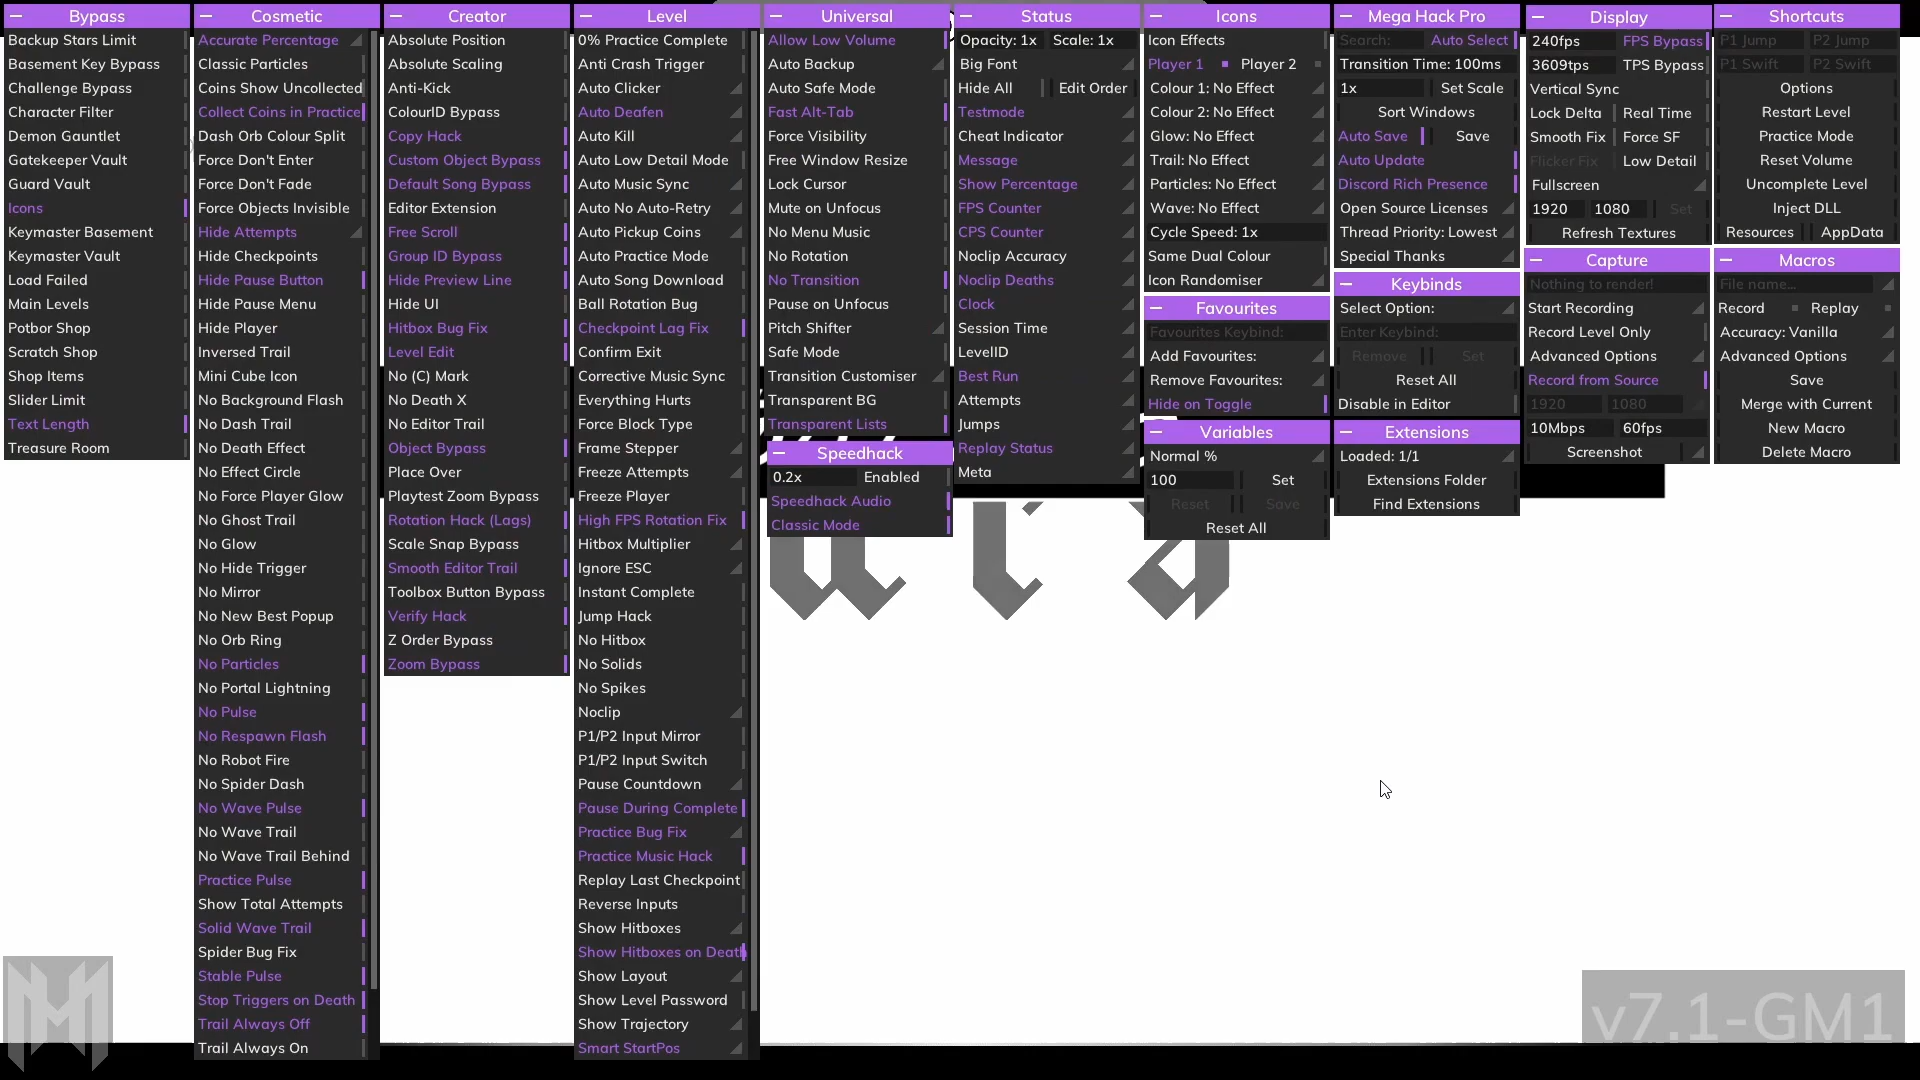 Bypass
Backup Stars Limit
Basement Key Bypass
Challenge Bypass
Character Filter
Demon Gauntlet
Gatekeeper Vault
Guard Vault
Icons
Keymaster Basement
Keymaster Vault
Load Failed
Main Levels
Potbor Shop
Scratch Shop
Shop Items
Slider Limit
Text Length
Treasure Room
Cosmetic
Accurate Percentage
Classic Particles
Coins Show Uncollected
Collect Coins in Practice
Dash Orb Colour Split
Force Don't Enter
Force Don't Fade
Force Objects Invisible
Hide Attempts
Hide Checkpoints
Hide Pause Button
Hide Pause Menu
Hide Player
Inversed Trail
Mini Cube Icon
No Background Flash
No Dash Trail
No Death Effect
No Effect Circle
No Force Player Glow
No Ghost Trail
No Glow
No Hide Trigger
No Mirror
No New Best Popup
No Orb Ring
No Particles
No Portal Lightning
No Pulse
No Respawn Flash
No Robot Fire
No Spider Dash
No Wave Pulse
No Wave Trail
No Wave Trail Behind
Practice Pulse
Show Total Attempts
Solid Wave Trail
Spider Bug Fix
Stable Pulse
Stop Triggers on Death
Trail Always Off
Trail Always On
Creator
Absolute Position
Absolute Scaling
Anti-Kick
ColourID Bypass
Copy Hack
Custom Object Bypass
Default Song Bypass
Editor Extension
Free Scroll
Group ID Bypass
Hide Preview Line
Hide UI
Hitbox Bug Fix
Level Edit
No (C) Mark
No Death X
No Editor Trail
Object Bypass
Place Over
Playtest Zoom Bypass
Rotation Hack (Lags)
Scale Snap Bypass
Smooth Editor Trail
Toolbox Button Bypass
Verify Hack
Z Order Bypass
Zoom Bypass
Level
0% Practice Complete
Anti Crash Trigger
Auto Clicker
Auto Deafen
Auto Kill
Auto Low Detail Mode
Auto Music Sync
Auto No Auto-Retry
Auto Pickup Coins
Auto Practice Mode
Auto Song Download
Ball Rotation Bug
Checkpoint Lag Fix
Confirm Exit
Corrective Music Sync
Everything Hurts
Force Block Type
Frame Stepper
Freeze Attempts
Freeze Player
High FPS Rotation Fix
Hitbox Multiplier
Ignore ESC
Instant Complete
Jump Hack
No Hitbox
No Solids
No Spikes
Noclip
P1/P2 Input Mirror
P1/P2 Input Switch
Pause Countdown
Pause During Complete
Practice Bug Fix
Practice Music Hack
Replay Last Checkpoint
Reverse Inputs
Show Hitboxes
Show Hitboxes on Death
Show Layout
Show Level Password
Show Trajectory
Smart StartPos
Universal
Allow Low Volume
Auto Backup
Auto Safe Mode
Fast Alt-Tab
Force Visibility
Free Window Resize
Lock Cursor
Mute on Unfocus
No Menu Music
No Rotation
No Transition
Pause on Unfocus
Pitch Shifter
Safe Mode
Transition Customiser
Transparent BG
Transparent Lists
Speedhack
0.2x Enabled
Speedhack Audio
Classic Mode
Status
Opacity: 1x Scale: 1x
Big Font
Hide All Edit Order
Testmode
Cheat Indicator
Message
Show Percentage
FPS Counter
CPS Counter
Noclip Accuracy
Noclip Deaths
Clock
Session Time
LevelID
Best Run
Attempts
Jumps
Replay Status
Meta
Icons
Icon Effects
Player 1 Player 2
Colour 1: No Effect
Colour 2: No Effect
Glow: No Effect
Trail: No Effect
Particles: No Effect
Wave: No Effect
Cycle Speed: 1x
Same Dual Colour
Icon Randomiser
Favourites
Favourites Keybind:
Add Favourites:
Remove Favourites:
Hide on Toggle
Variables
Normal %
100 Set
Reset Save
Reset All
Mega Hack Pro
Search: Auto Select
Transition Time: 100ms
1x Set Scale
Sort Windows
Auto Save Save
Auto Update
Discord Rich Presence
Open Source Licenses
Thread Priority: Lowest
Special Thanks
Keybinds
Select Option:
Enter Keybind:
Remove Set
Reset All
Disable in Editor
Extensions
Loaded: 1/1
Extensions Folder
Find Extensions
Display
240fps FPS Bypass
3609tps TPS Bypass
Vertical Sync
Lock Delta Real Time
Smooth Fix Force SF
Flicker Fix Low Detail
Fullscreen
1920 1080 Set
Refresh Textures
Capture
Nothing to render!
Start Recording
Record Level Only
Advanced Options
Record from Source
1920 1080
10Mbps 60fps
Screenshot
Shortcuts
P1 Jump P2 Jump
P1 Swift P2 Swift
Options
Restart Level
Practice Mode
Reset Volume
Uncomplete Level
Inject DLL
Resources AppData
Macros
File name...
Record Replay
Accuracy: Vanilla
Advanced Options
Save
Merge with Current
New Macro
Delete Macro
v7.1-GM1